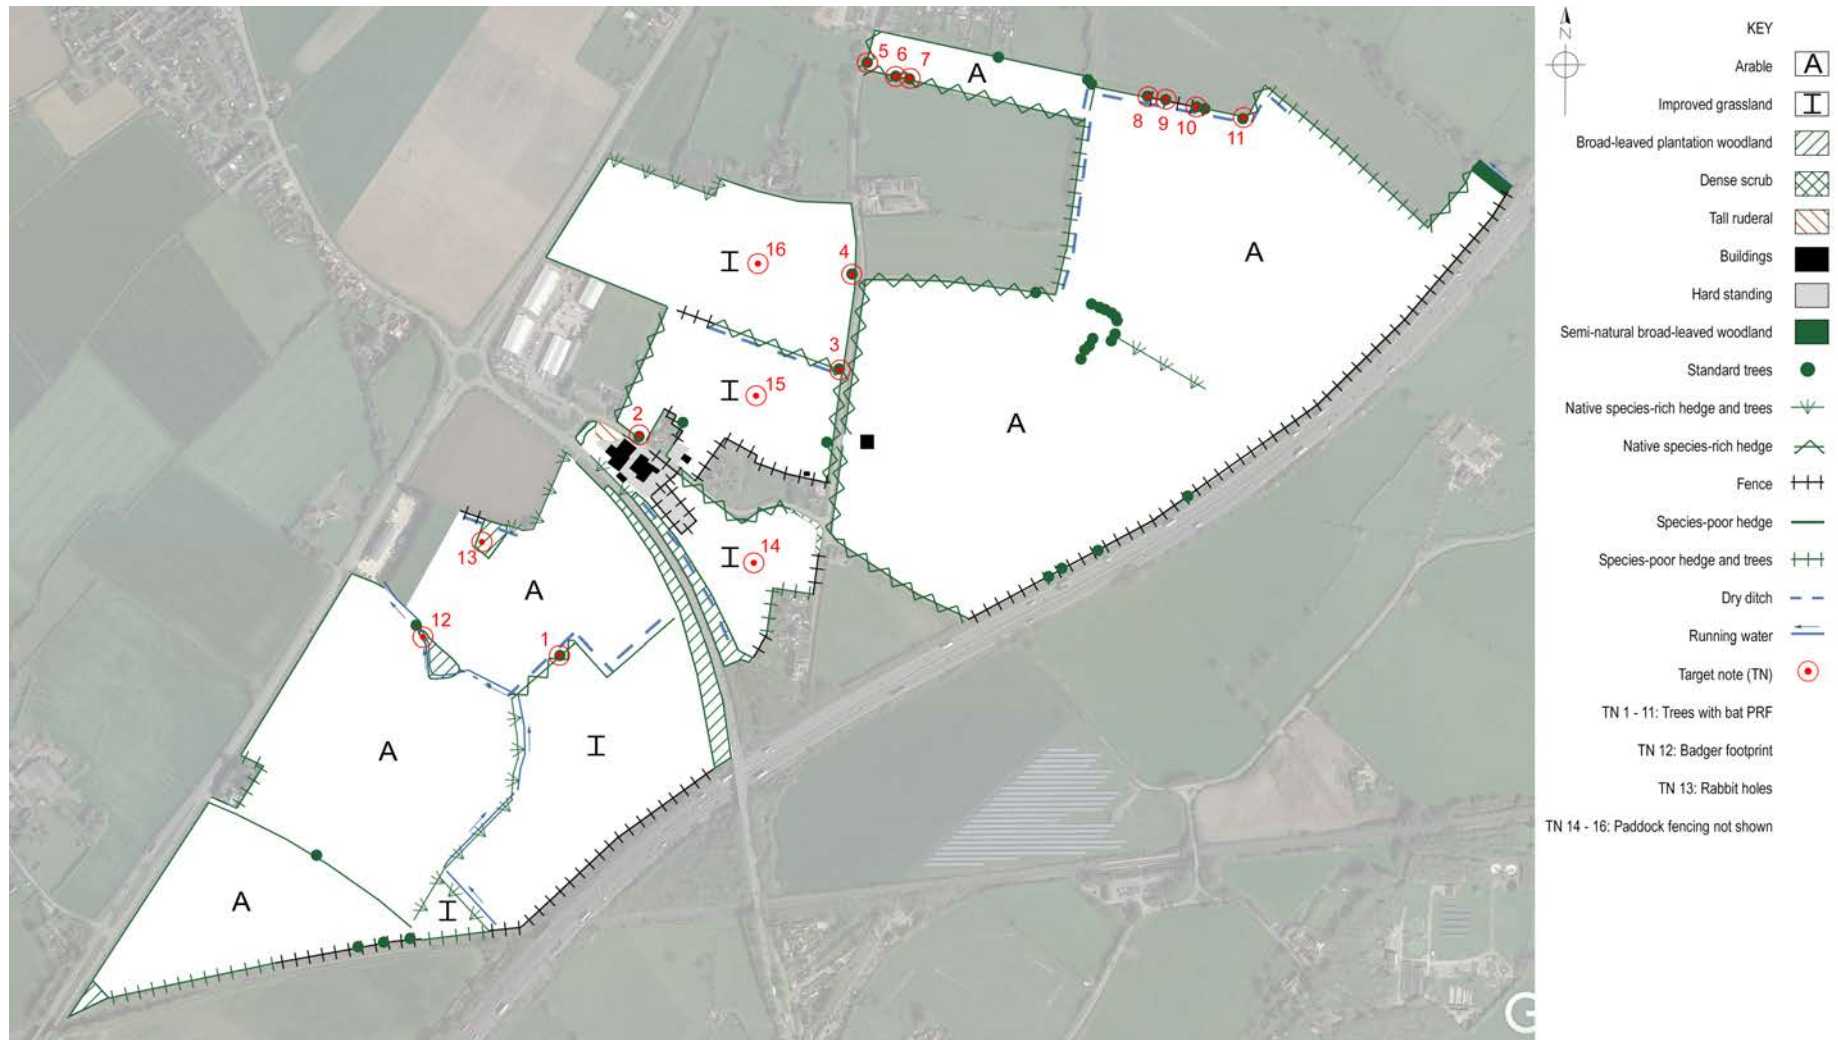 N
KEY
Arable A
Improved grassland I
Broad-leaved plantation woodland
Dense scrub
Tall ruderal
Buildings
Hard standing
Semi-natural broad-leaved woodland
Standard trees
Native species-rich hedge and trees
Native species-rich hedge
Fence
Species-poor hedge
Species-poor hedge and trees
Dry ditch
Running water
Target note (TN)
TN 1 - 11: Trees with bat PRF
TN 12: Badger footprint
TN 13: Rabbit holes
TN 14 - 16: Paddock fencing not shown
5 6 7
A
8 9 10 11
I 16
4
A
3
I 15
A
2
13
I 14
A
12
1
A
I
A
I
G